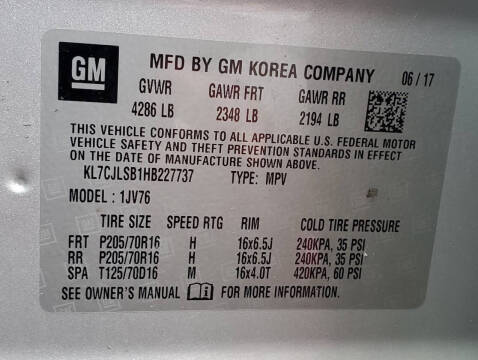 GM MFD BY GM KOREA COMPANY 06 / 17
GVWR GAWR FRT GAWR RR
4286 LB 2348 LB 2194 LB
THIS VEHICLE CONFORMS TO ALL APPLICABLE U.S. FEDERAL MOTOR
VEHICLE SAFETY AND THEFT PREVENTION STANDARDS IN EFFECT
ON THE DATE OF MANUFACTURE SHOWN ABOVE.
KL7CJLSB1HB227737 TYPE: MPV
MODEL : 1JV76
TIRE SIZE SPEED RTG RIM COLD TIRE PRESSURE
FRT P205/70R16 H 16x6.5J 240KPA, 35 PSI
RR P205/70R16 H 16x6.5J 240KPA, 35 PSI
SPA T125/70D16 M 16x4.0T 420KPA, 60 PSI
SEE OWNER'S MANUAL FOR MORE INFORMATION.